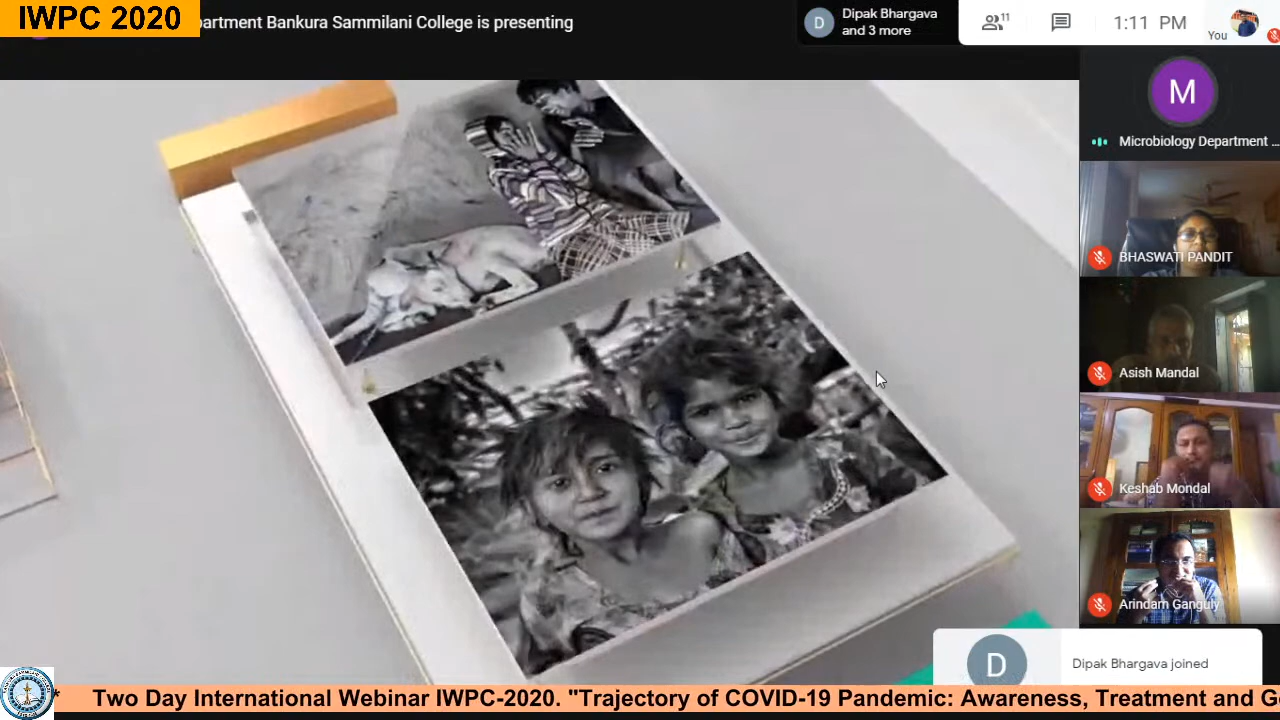 IWPC 2020
partment Bankura Sammilani College is presenting
D
Dipak Bhargava
and 3 more
11
1:11 PM
You
M
Microbiology Department ...
BHASWATI PANDIT
Asish Mandal
Keshab Mondal
Arindam Ganguly
D
Dipak Bhargava joined
* Two Day International Webinar IWPC-2020. "Trajectory of COVID-19 Pandemic: Awareness, Treatment and G